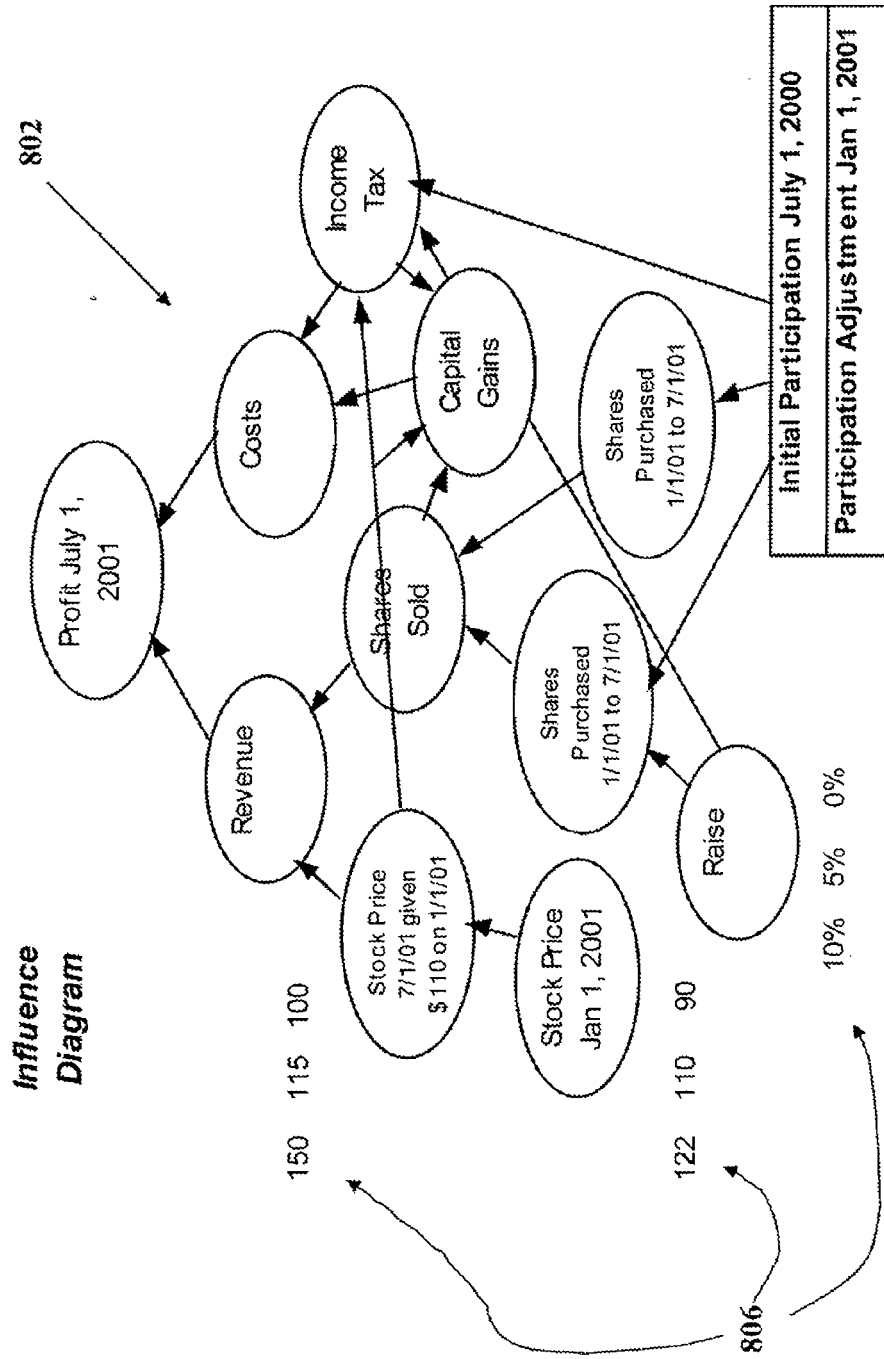 Influence
Diagram
802
Profit July 1,
2001
Revenue
Costs
150 115 100
Stock Price
7/1/01 given
$110 on 1/1/01
Shares
Sold
Income
Tax
Capital
Gains
Stock Price
Jan 1, 2001
Shares
Purchased
1/1/01 to 7/1/01
Shares
Purchased
1/1/01 to 7/1/01
122 110 90
Raise
10% 5% 0%
806
Initial Participation July 1, 2000
Participation Adjustment Jan 1, 2001